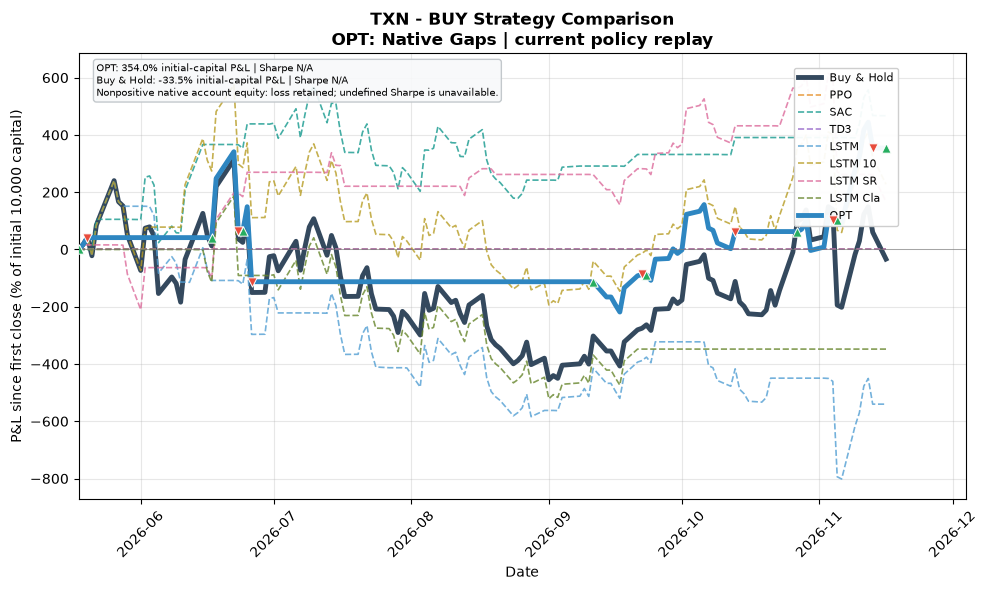 TXN - BUY Strategy Comparison
OPT: Native Gaps | current policy replay
OPT: 354.0% initial-capital P&L | Sharpe N/A
Buy & Hold: -33.5% initial-capital P&L | Sharpe N/A
Nonpositive native account equity: loss retained; undefined Sharpe is unavailable.
Buy & Hold
PPO
SAC
TD3
LSTM
LSTM 10
LSTM SR
LSTM Cla
OPT
P&L since first close (% of initial 10,000 capital)
600
400
200
0
−200
−400
−600
−800
2026-06
2026-07
2026-08
2026-09
2026-10
2026-11
2026-12
Date